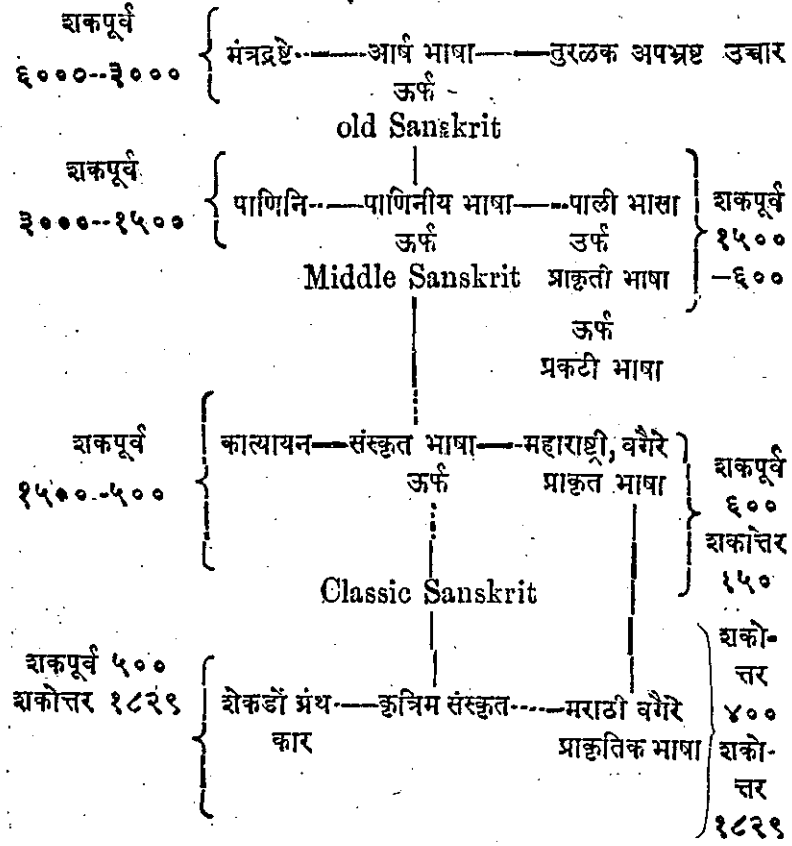 शकपूर्व
६०००--३०००
मंत्रद्रष्टे--—आर्ष भाषा——तुरळक अपभ्रष्ट उच्चार
ऊर्फ -
old Sanskrit
शकपूर्व
३०००--१५००
पाणिनि--—पाणिनीय भाषा—--पाली भासा
शकपूर्व
१५००
—६००
ऊर्फ उर्फ
Middle Sanskrit प्राकृती भाषा
ऊर्फ
प्रकटी भाषा
शकपूर्व
१५००--५००
कात्यायन—संस्कृत भाषा—-महाराष्ट्री, वगैरे
ऊर्फ प्राकृत भाषा
शकपूर्व
६००
शकोत्तर
१५०
Classic Sanskrit
शकपूर्व ५००
शकोत्तर १८२९
शेकडों ग्रंथ-—कृत्रिम संस्कृत----मराठी वगैरे
कार प्राकृतिक भाषा
शको-
त्तर
४००
शको-
त्तर
१८२९